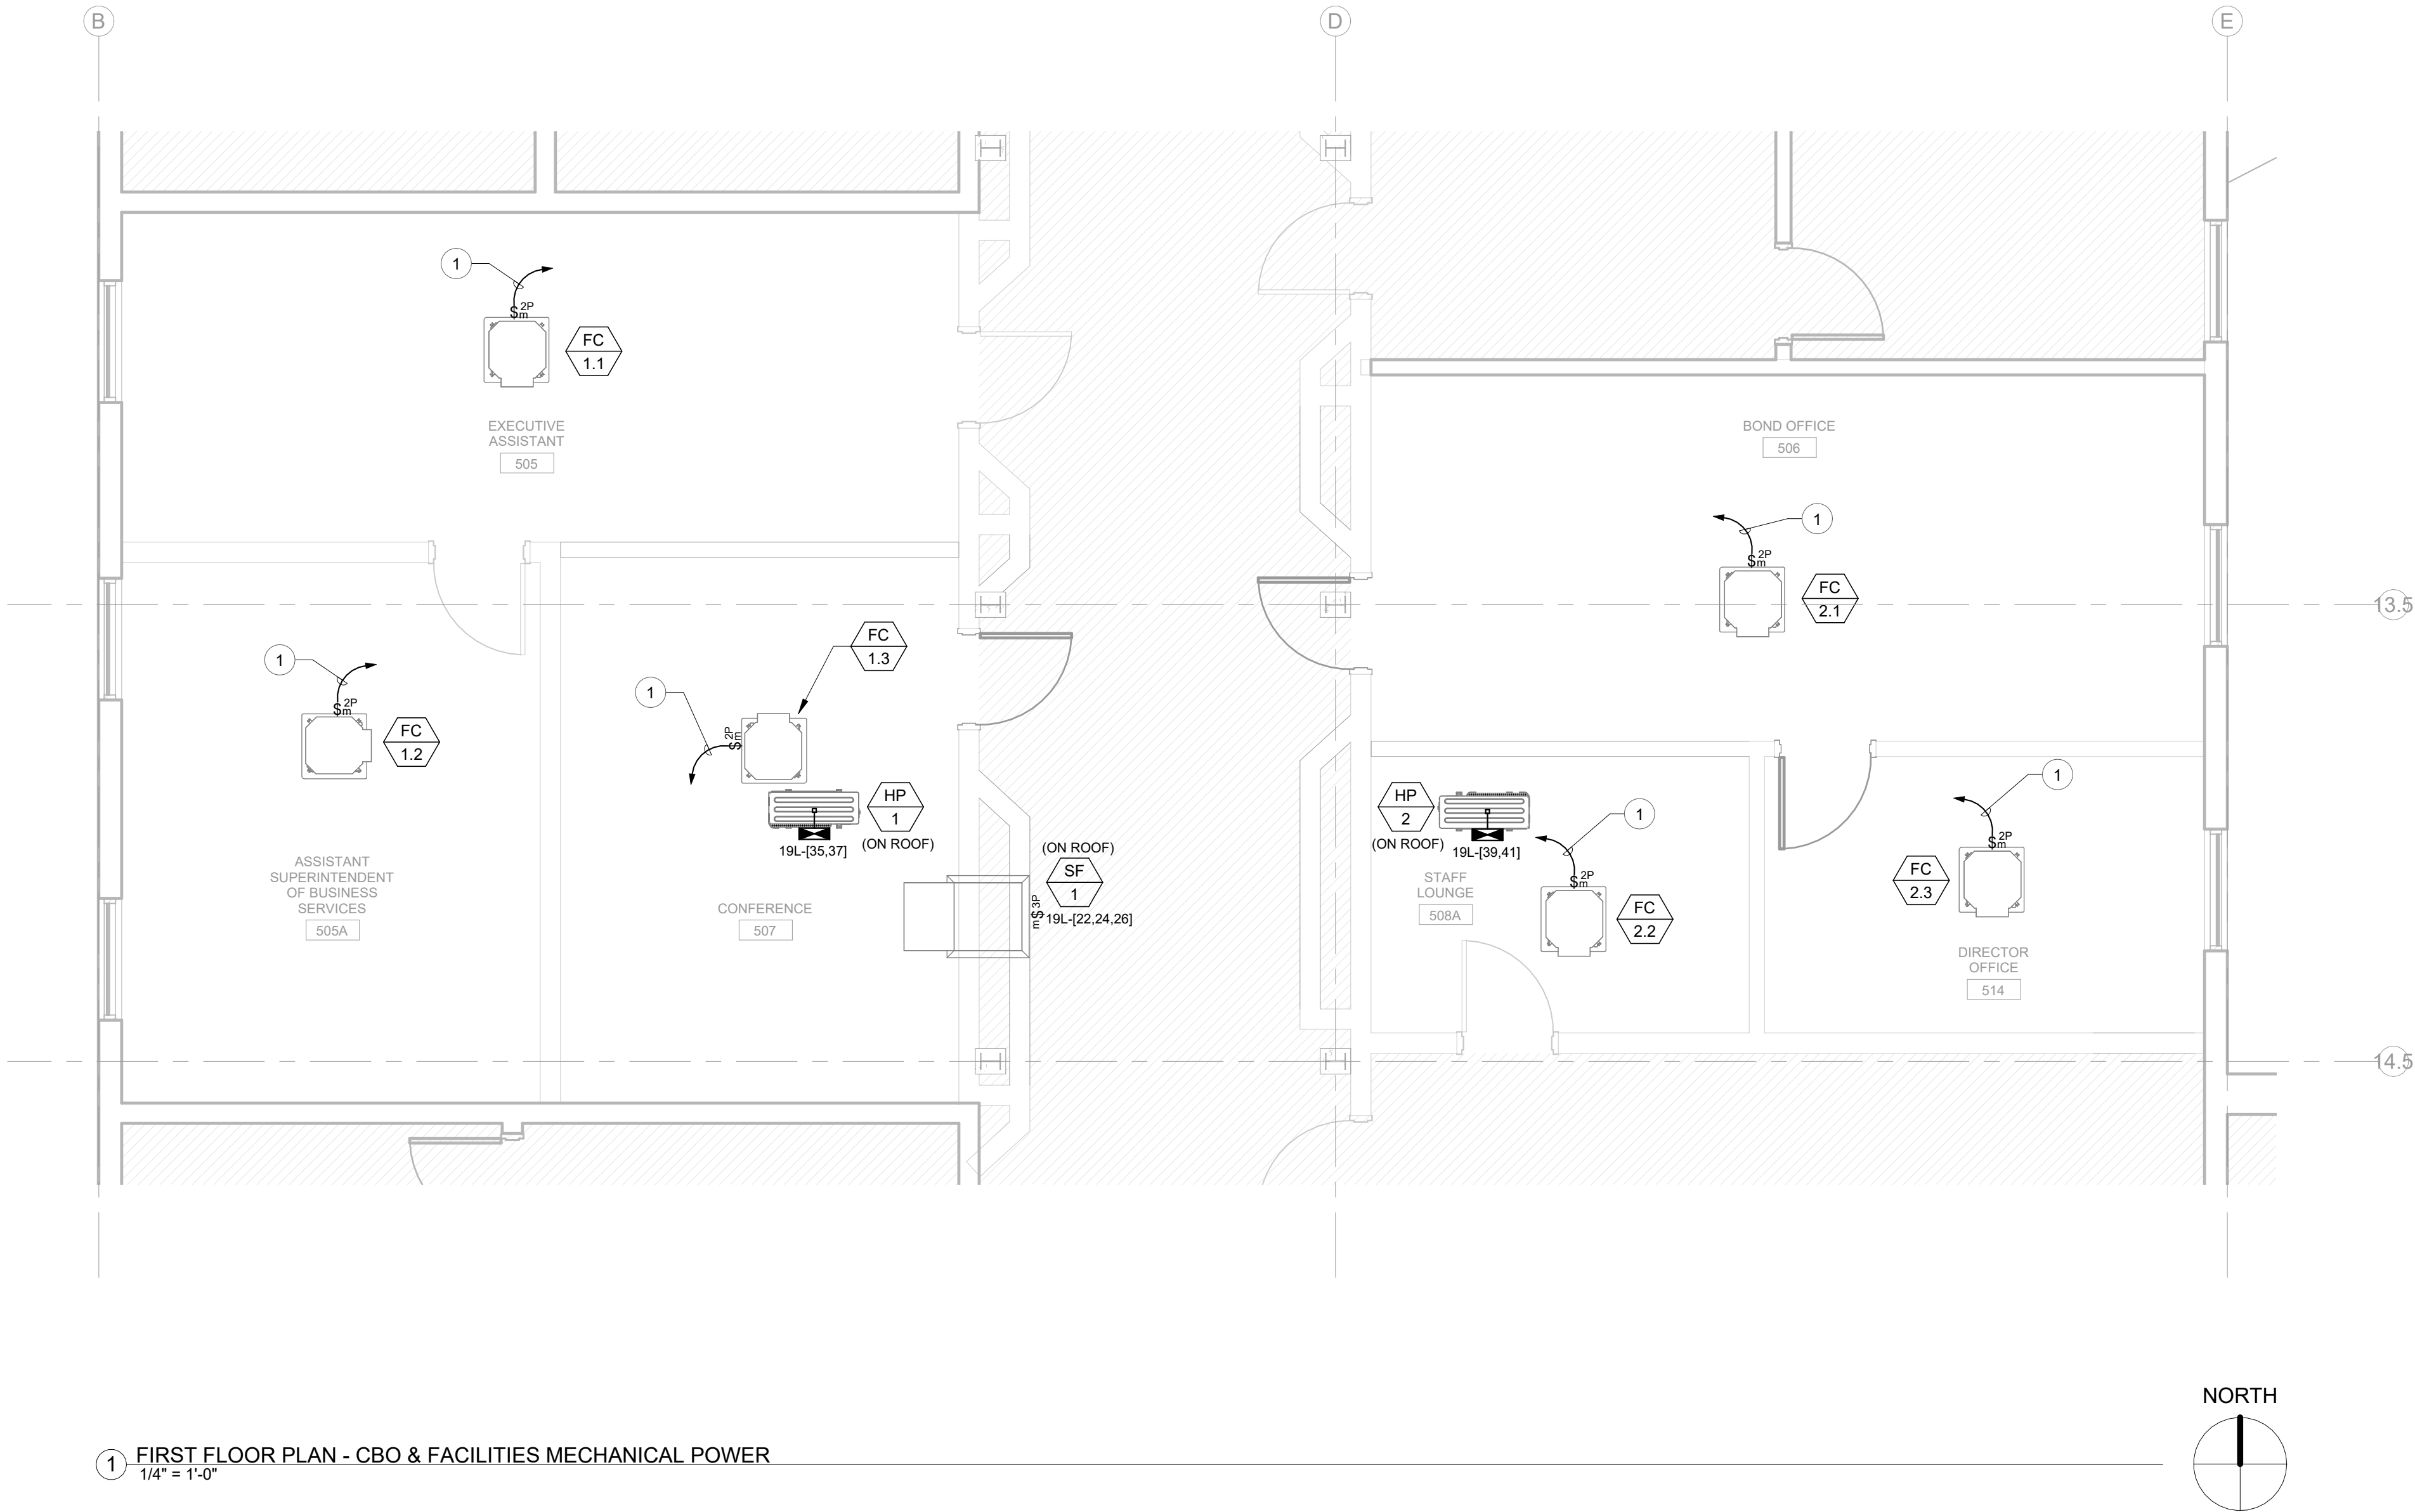 B
D
E
1
2P
$m
FC
1.1
EXECUTIVE
ASSISTANT
505
BOND OFFICE
506
1
2P
$m
FC
2.1
13.5
1
2P
$m
FC
1.2
FC
1.3
1
2P
$m
HP
1
(ON ROOF)
19L-[35,37]
HP
2
(ON ROOF)
19L-[39,41]
1
2P
$m
FC
2.2
1
2P
$m
FC
2.3
ASSISTANT
SUPERINTENDENT
OF BUSINESS
SERVICES
505A
CONFERENCE
507
(ON ROOF)
SF
1
3P
m$
19L-[22,24,26]
STAFF
LOUNGE
508A
DIRECTOR
OFFICE
514
14.5
NORTH
1
FIRST FLOOR PLAN - CBO & FACILITIES MECHANICAL POWER
1/4" = 1'-0"